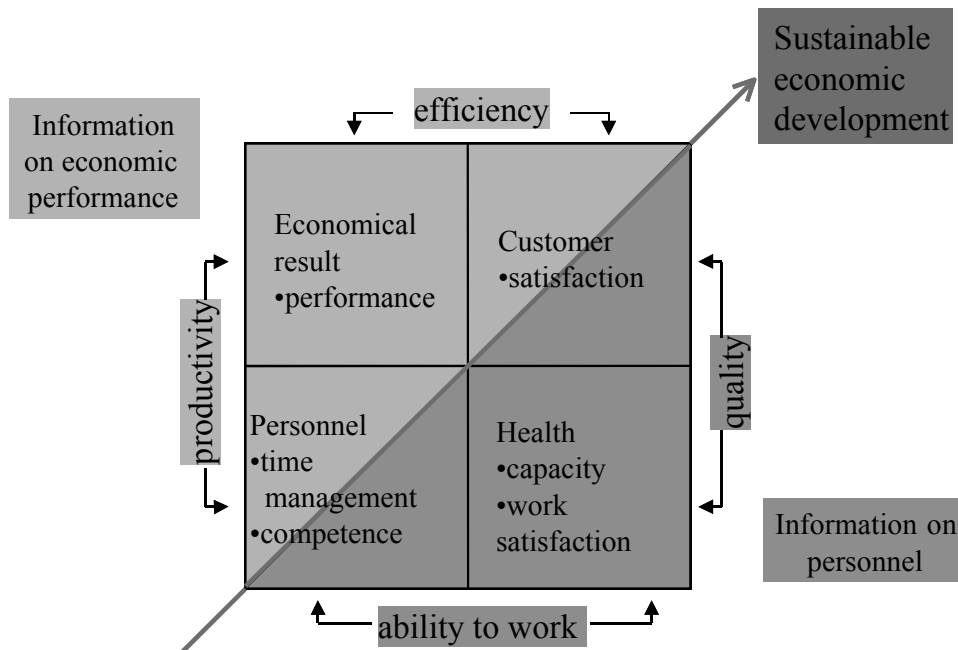 Sustainable
economic
development
efficiency
Information
on economic
performance
Economical
result
•performance
Customer
•satisfaction
productivity
quality
Personnel
•time
management
•competence
Health
•capacity
•work
satisfaction
Information on
personnel
ability to work